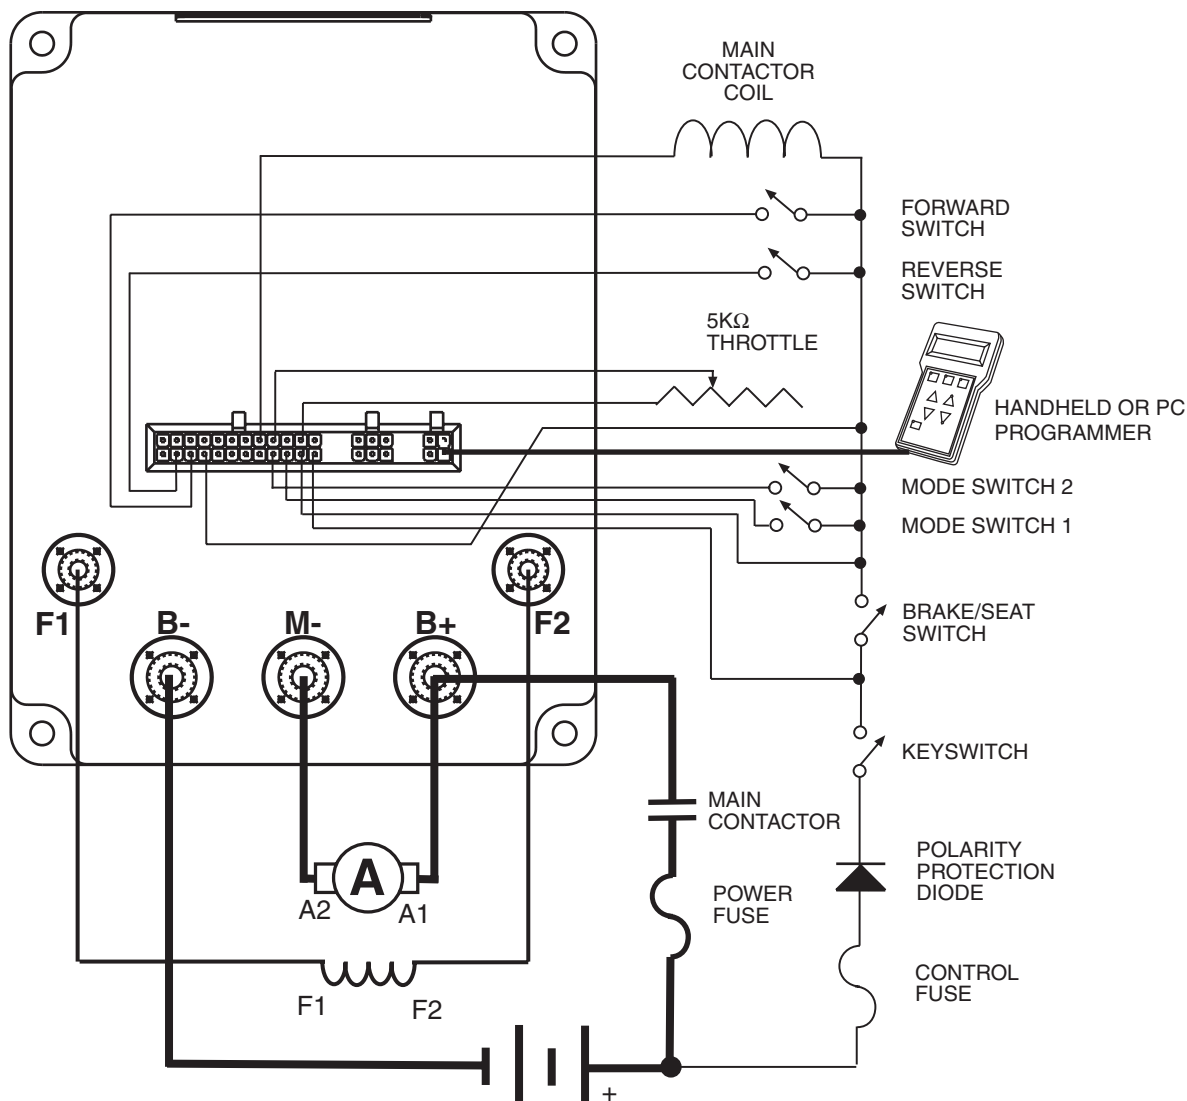 MAIN
CONTACTOR
COIL
FORWARD
SWITCH
REVERSE
SWITCH
5KΩ
THROTTLE
HANDHELD OR PC
PROGRAMMER
MODE SWITCH 2
MODE SWITCH 1
BRAKE/SEAT
SWITCH
F1
B-
M-
B+
F2
KEYSWITCH
MAIN
CONTACTOR
POLARITY
PROTECTION
DIODE
A
A2
A1
POWER
FUSE
CONTROL
FUSE
F1
F2
+